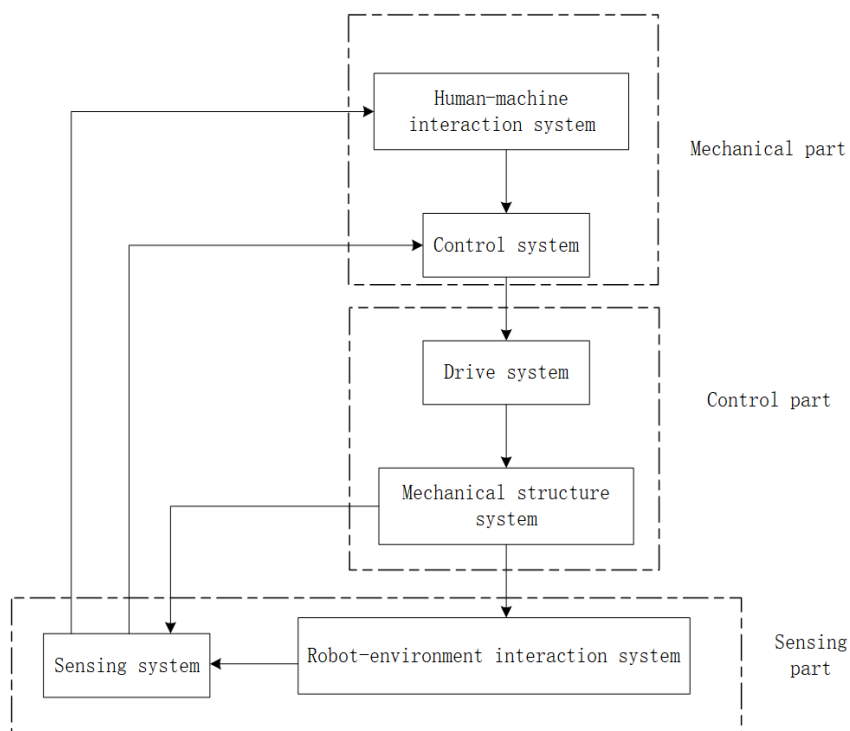 Human-machine
interaction system
Mechanical part
Control system
Drive system
Control part
Mechanical structure
system
Sensing system
Robot-environment interaction system
Sensing
part